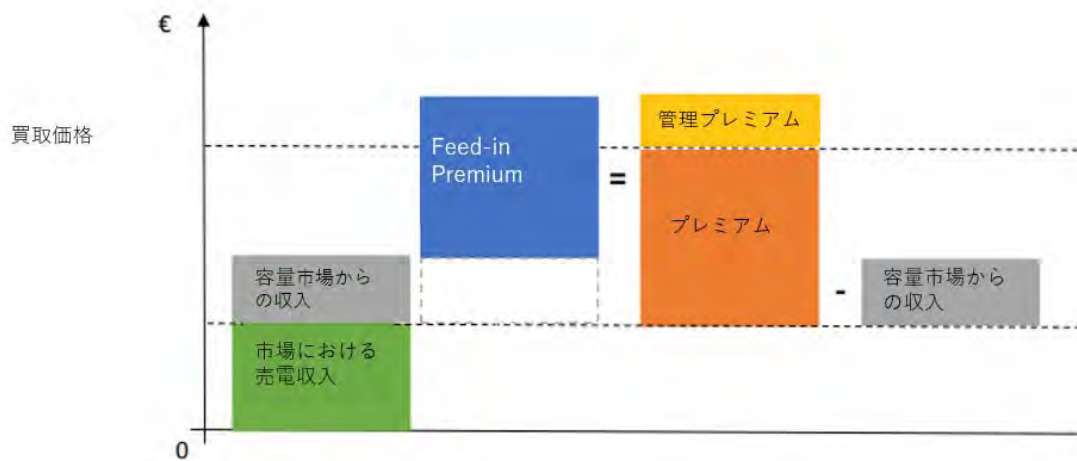 €
買取価格
Feed-in
Premium
=
管理プレミアム
プレミアム
-
容量市場から
の収入
容量市場から
の収入
市場における
売電収入
0